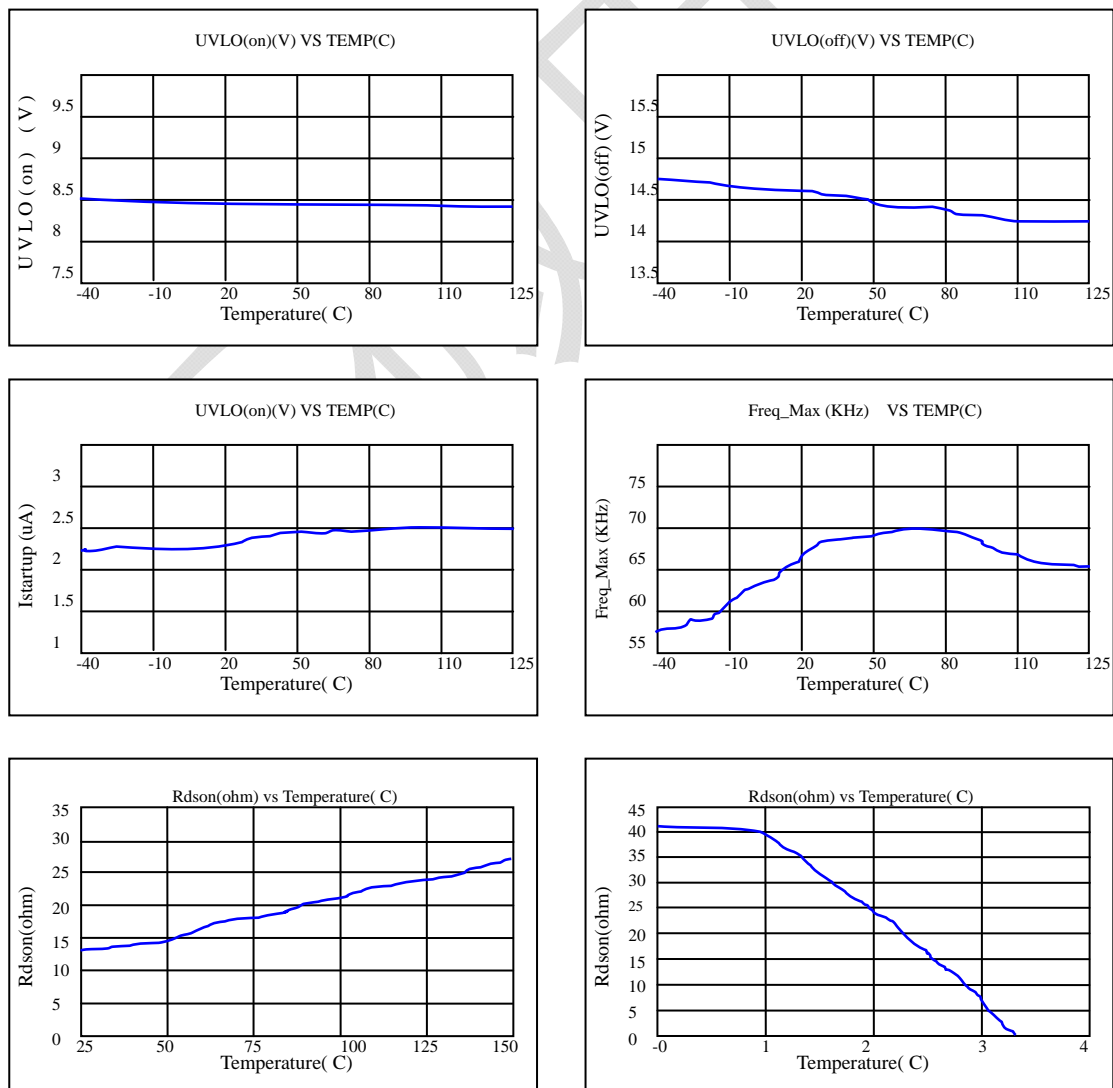 UVLO(on)(V) VS TEMP(C)
UVLO(on) (V)
9.5
9
8.5
8
7.5
-40 -10 20 50 80 110 125
Temperature( C)
UVLO(off)(V) VS TEMP(C)
UVLO(off) (V)
15.5
15
14.5
14
13.5
-40 -10 20 50 80 110 125
Temperature( C)
UVLO(on)(V) VS TEMP(C)
Istartup (uA)
3
2.5
2
1.5
1
-40 -10 20 50 80 110 125
Temperature( C)
Freq_Max (KHz) VS TEMP(C)
Freq_Max (KHz)
75
70
65
60
55
-40 -10 20 50 80 110 125
Temperature( C)
Rdson(ohm) vs Temperature( C)
Rdson(ohm)
35
30
25
20
15
10
5
0
25 50 75 100 125 150
Temperature( C)
Rdson(ohm) vs Temperature( C)
Rdson(ohm)
45
40
35
30
25
20
15
10
5
0
-0 1 2 3 4
Temperature( C)